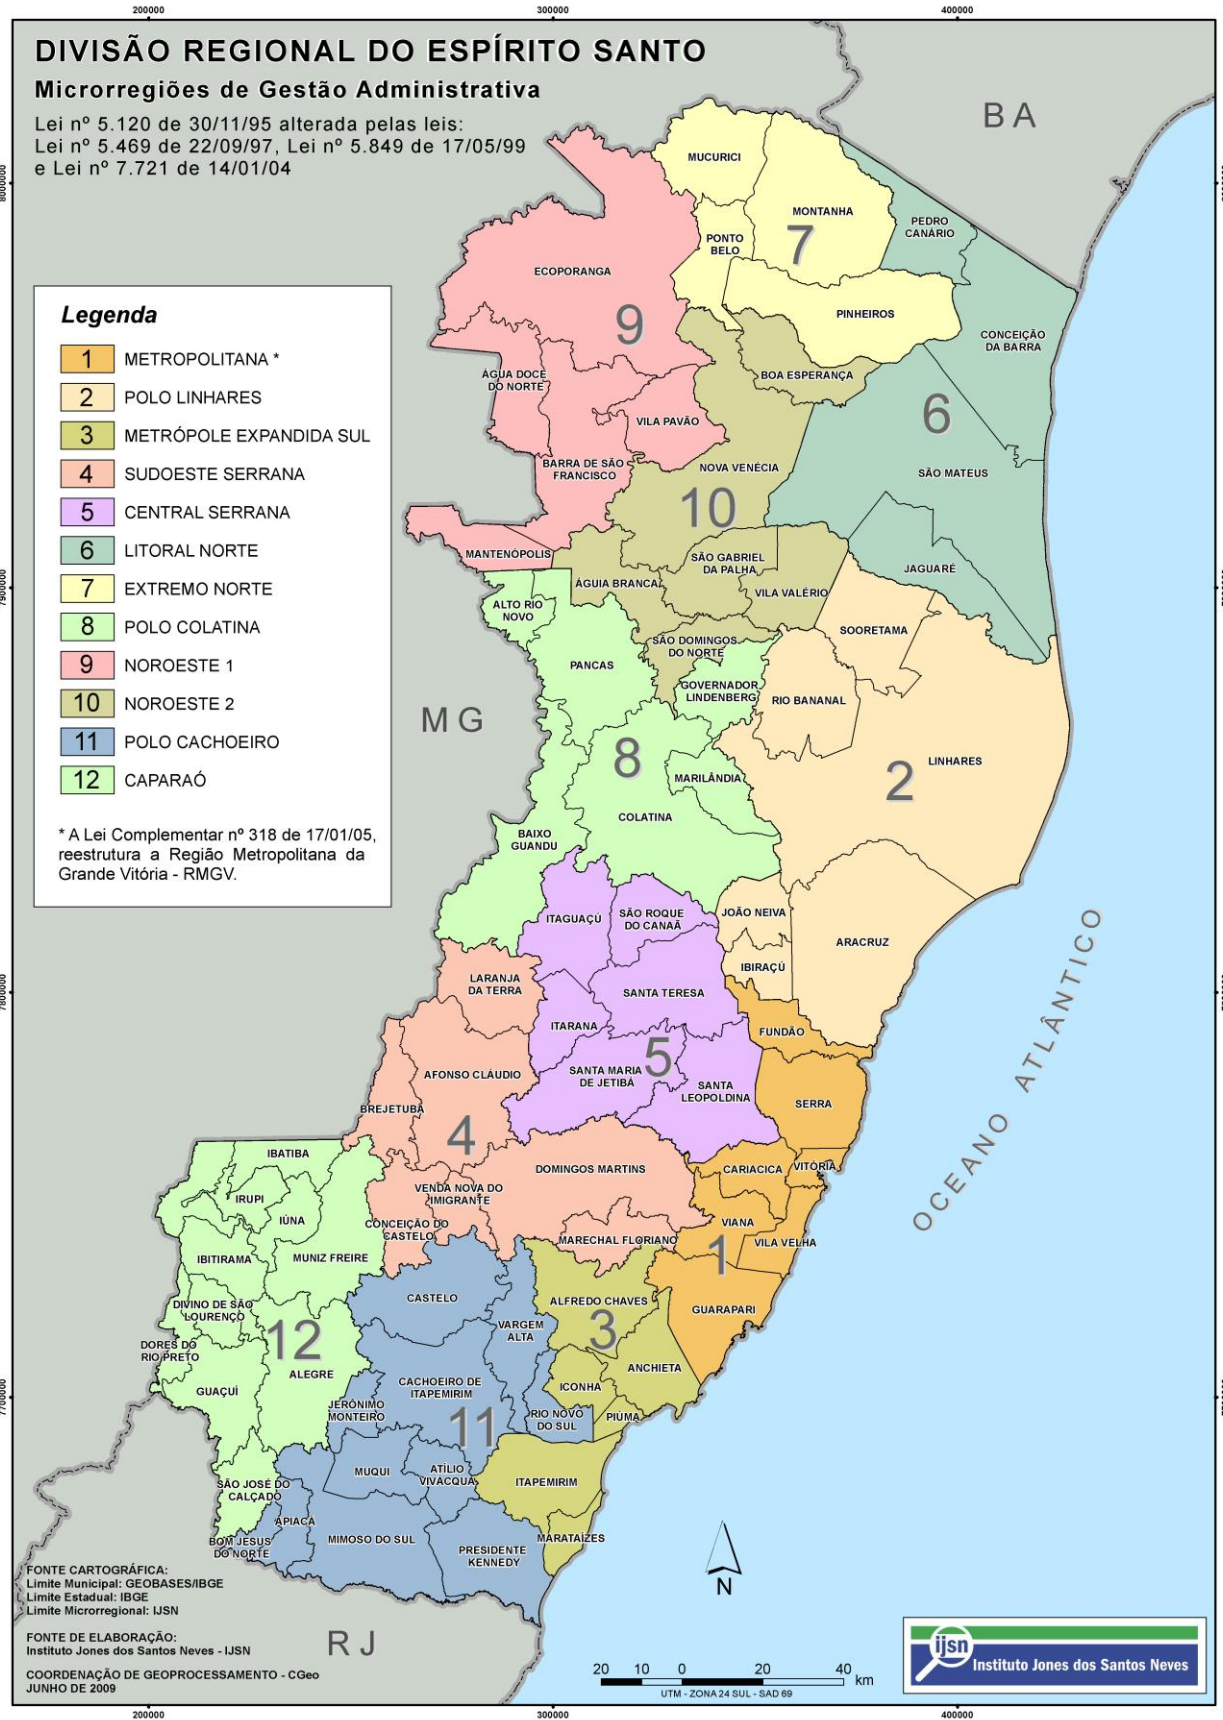 200000
300000
400000
DIVISÃO REGIONAL DO ESPÍRITO SANTO
Microrregiões de Gestão Administrativa
Lei nº 5.120 de 30/11/95 alterada pelas leis:
Lei nº 5.469 de 22/09/97, Lei nº 5.849 de 17/05/99
e Lei nº 7.721 de 14/01/04
8000000
7900000
7800000
7700000
Legenda
1 METROPOLITANA *
2 POLO LINHARES
3 METRÓPOLE EXPANDIDA SUL
4 SUDOESTE SERRANA
5 CENTRAL SERRANA
6 LITORAL NORTE
7 EXTREMO NORTE
8 POLO COLATINA
9 NOROESTE 1
10 NOROESTE 2
11 POLO CACHOEIRO
12 CAPARAÓ
* A Lei Complementar nº 318 de 17/01/05,
reestrutura a Região Metropolitana da
Grande Vitória - RMGV.
BA
MG
RJ
OCEANO ATLÂNTICO
MUCURICI
MONTANHA
7
PONTO
BELO
PINHEIROS
PEDRO
CANÁRIO
CONCEIÇÃO
DA BARRA
6
SÃO MATEUS
JAGUARÉ
ECOPORANGA
9
ÁGUA DOCE
DO NORTE
VILA PAVÃO
BARRA DE SÃO
FRANCISCO
MANTENÓPOLIS
BOA ESPERANÇA
NOVA VENÉCIA
10
SÃO GABRIEL
DA PALHA
ÁGUIA BRANCA
VILA VALÉRIO
SÃO DOMINGOS
DO NORTE
ALTO RIO
NOVO
PANCAS
GOVERNADOR
LINDENBERG
8
MARILÂNDIA
COLATINA
BAIXO
GUANDU
SOORETAMA
RIO BANANAL
LINHARES
2
JOÃO NEIVA
ARACRUZ
IBIRAÇÚ
ITAGUAÇÚ
SÃO ROQUE
DO CANAÃ
SANTA TERESA
ITARANA
5
SANTA MARIA
DE JETIBÁ
SANTA
LEOPOLDINA
FUNDÃO
SERRA
CARIACICA
VITÓRIA
VIANA
VILA VELHA
1
GUARAPARI
LARANJA
DA TERRA
AFONSO CLÁUDIO
BREJETUBA
4
DOMINGOS MARTINS
VENDA NOVA DO
IMIGRANTE
CONCEIÇÃO DO
CASTELO
MARECHAL FLORIANO
IBATIBA
IRUPI
IÚNA
IBITIRAMA
MUNIZ FREIRE
DIVINO DE SÃO
LOURENÇO
12
DORES DO
RIO PRETO
ALEGRE
GUAÇUÍ
SÃO JOSÉ DO
CALÇADO
CASTELO
VARGEM
ALTA
CACHOEIRO DE
ITAPEMIRIM
JERÔNIMO
MONTEIRO
11
RIO NOVO
DO SUL
MUQUI
ATÍLIO
VIVACQUA
APIACÁ
BOM JESUS
DO NORTE
MIMOSO DO SUL
PRESIDENTE
KENNEDY
ALFREDO CHAVES
3
ANCHIETA
ICONHA
PIÚMA
ITAPEMIRIM
MARATAÍZES
FONTE CARTOGRÁFICA:
Limite Municipal: GEOBASES/IBGE
Limite Estadual: IBGE
Limite Microrregional: IJSN
FONTE DE ELABORAÇÃO:
Instituto Jones dos Santos Neves - IJSN
COORDENAÇÃO DE GEOPROCESSAMENTO - CGeo
JUNHO DE 2009
N
20 10 0 20 40 km
UTM - ZONA 24 SUL - SAD 69
ijsn
Instituto Jones dos Santos Neves
200000
300000
400000